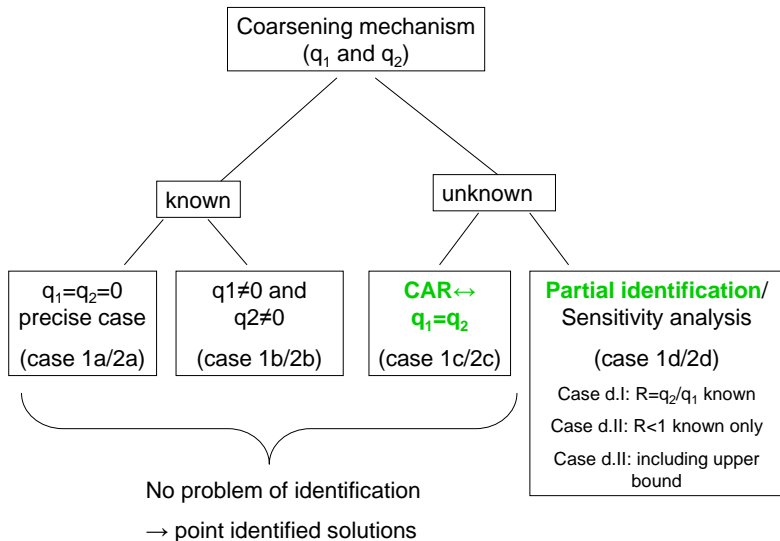 Coarsening mechanism
(q₁ and q₂)
known
unknown
q₁=q₂=0
precise case
(case 1a/2a)
q1≠0 and
q2≠0
(case 1b/2b)
CAR↔
q₁=q₂
(case 1c/2c)
Partial identification/
Sensitivity analysis
(case 1d/2d)
Case d.I: R=q₂/q₁ known
Case d.II: R<1 known only
Case d.II: including upper
bound
No problem of identification
→ point identified solutions